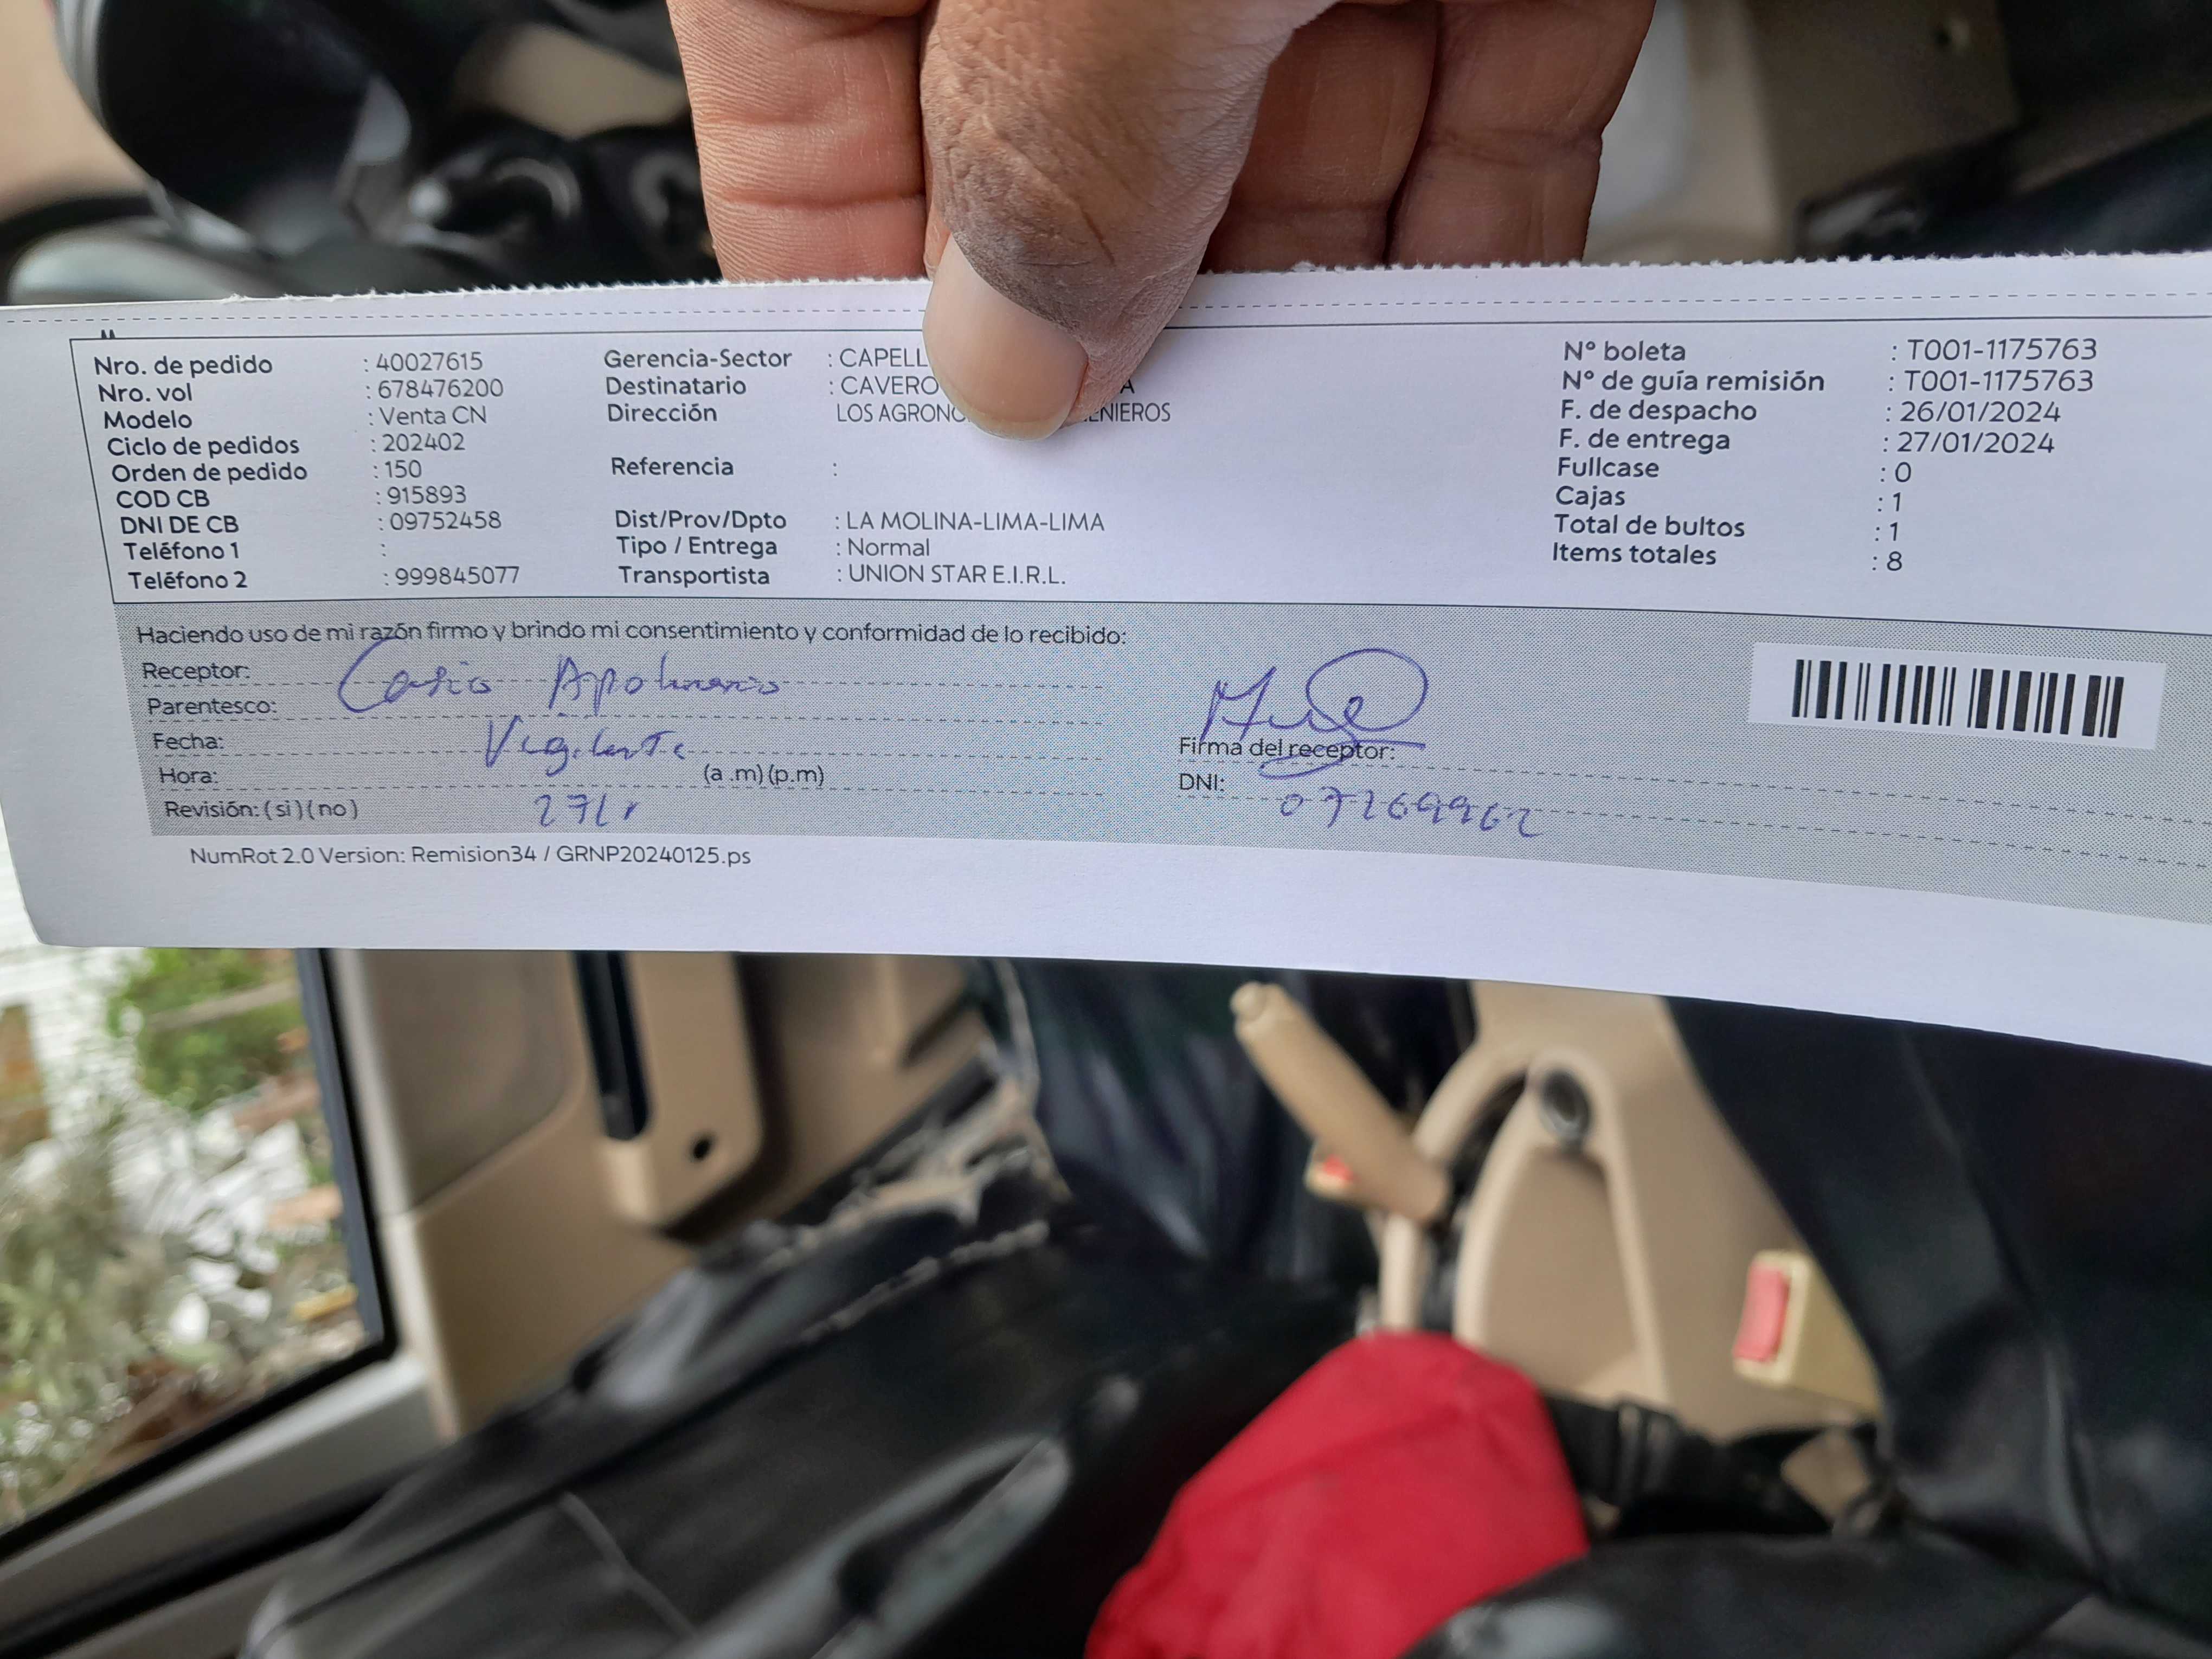 Nro. de pedido : 40027615 Gerencia-Sector : CAPELL Nº boleta : T001-1175763
Nro. vol : 678476200 Destinatario : CAVERO A Nº de guía remisión : T001-1175763
Modelo : Venta CN Dirección LOS AGRONO ENIEROS F. de despacho : 26/01/2024
Ciclo de pedidos : 202402 F. de entrega : 27/01/2024
Orden de pedido : 150 Referencia : Fullcase : 0
COD CB : 915893 Cajas : 1
DNI DE CB : 09752458 Dist/Prov/Dpto : LA MOLINA-LIMA-LIMA Total de bultos : 1
Teléfono 1 : Tipo / Entrega : Normal Items totales : 8
Teléfono 2 : 999845077 Transportista : UNION STAR E.I.R.L.
Haciendo uso de mi razón firmo y brindo mi consentimiento y conformidad de lo recibido:
Receptor:
Parentesco:
Fecha: Vigilante Firma del receptor:
Hora: (a .m) (p.m) DNI: 07269962
Revisión: ( si ) ( no )
NumRot 2.0 Version: Remision34 / GRNP20240125.ps